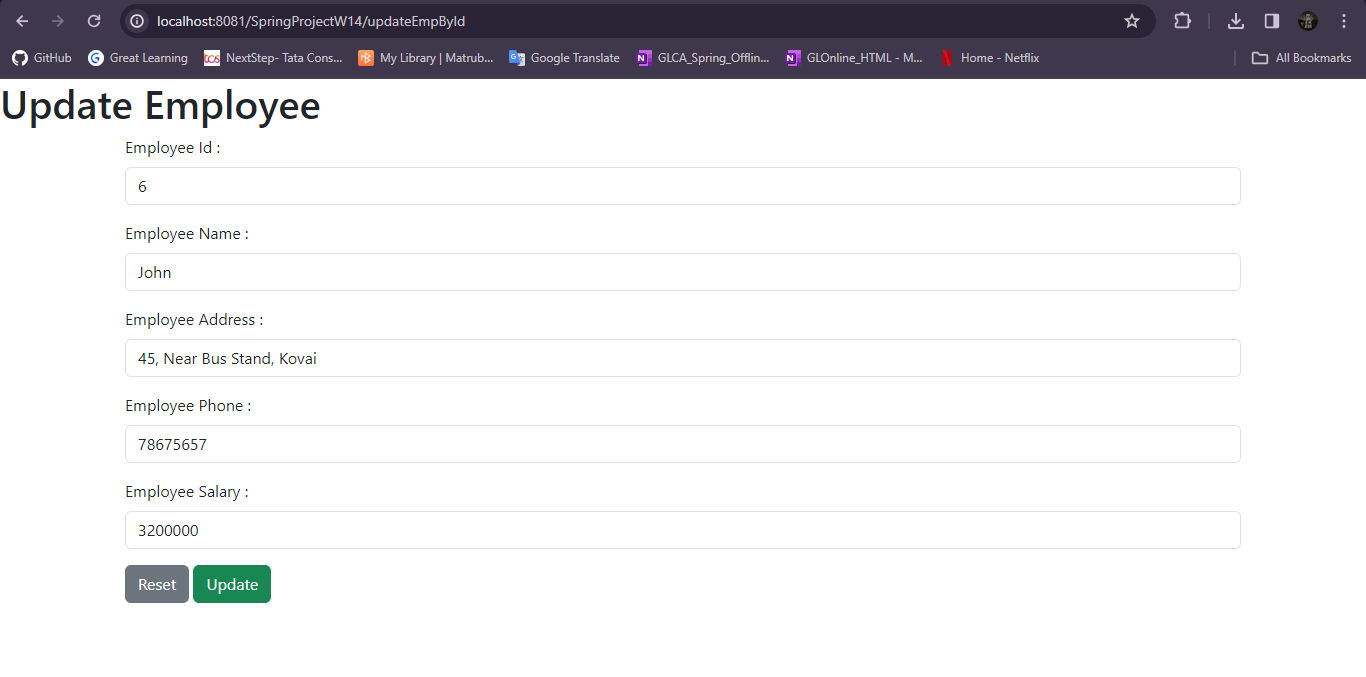 localhost:8081/SpringProjectW14/updateEmpById
GitHub Great Learning NextStep- Tata Cons... My Library | Matrub... Google Translate GLCA_Spring_Offlin... GLOnline_HTML - M... Home - Netflix All Bookmarks
Update Employee
Employee Id :
6
Employee Name :
John
Employee Address :
45, Near Bus Stand, Kovai
Employee Phone :
78675657
Employee Salary :
3200000
Reset Update